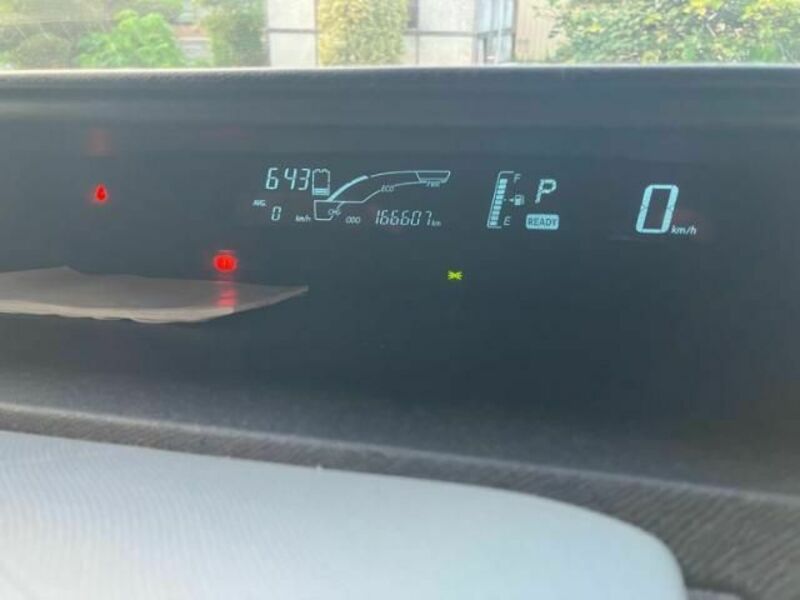 643
AVG. 0 km/h
ECO
PWR
CHG
ODO 166607 km
F
E
P
READY
0 km/h